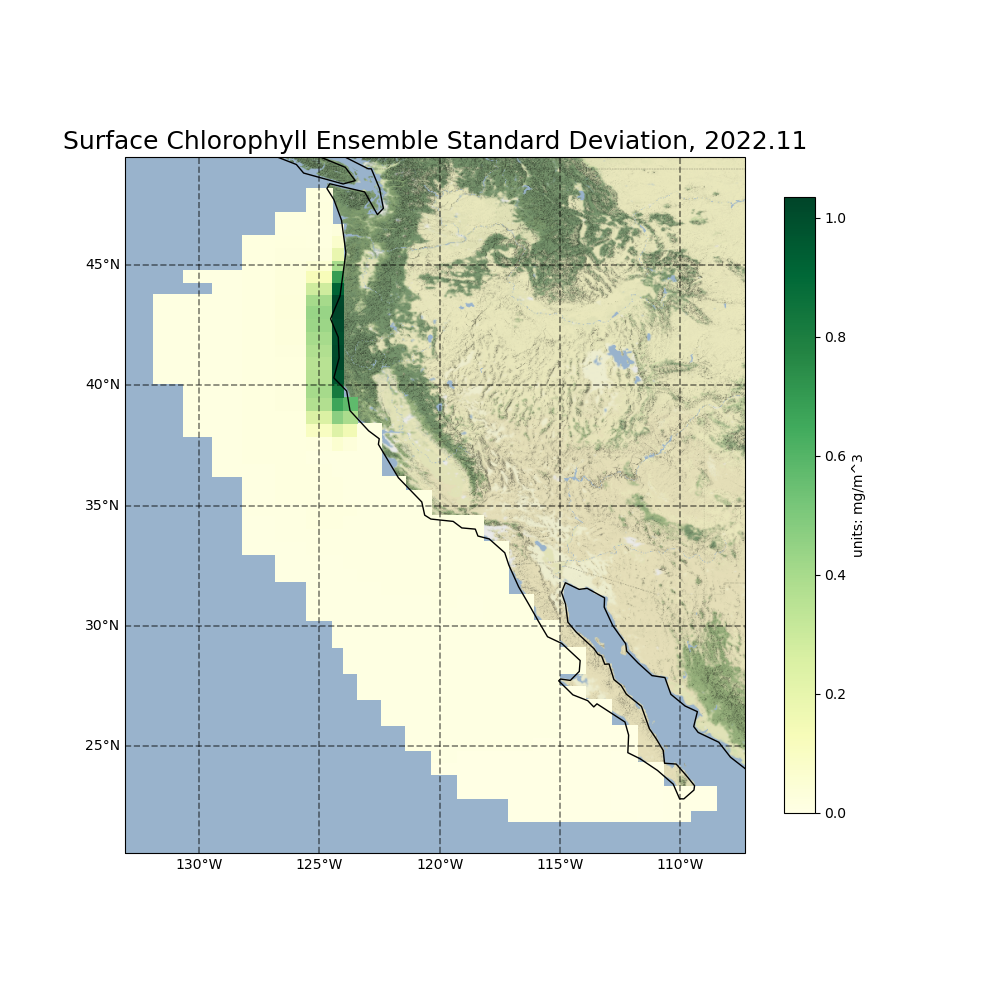 Surface Chlorophyll Ensemble Standard Deviation, 2022.11
45°N
40°N
35°N
30°N
25°N
130°W
125°W
120°W
115°W
110°W
1.0
0.8
0.6
0.4
0.2
0.0
units: mg/m^3